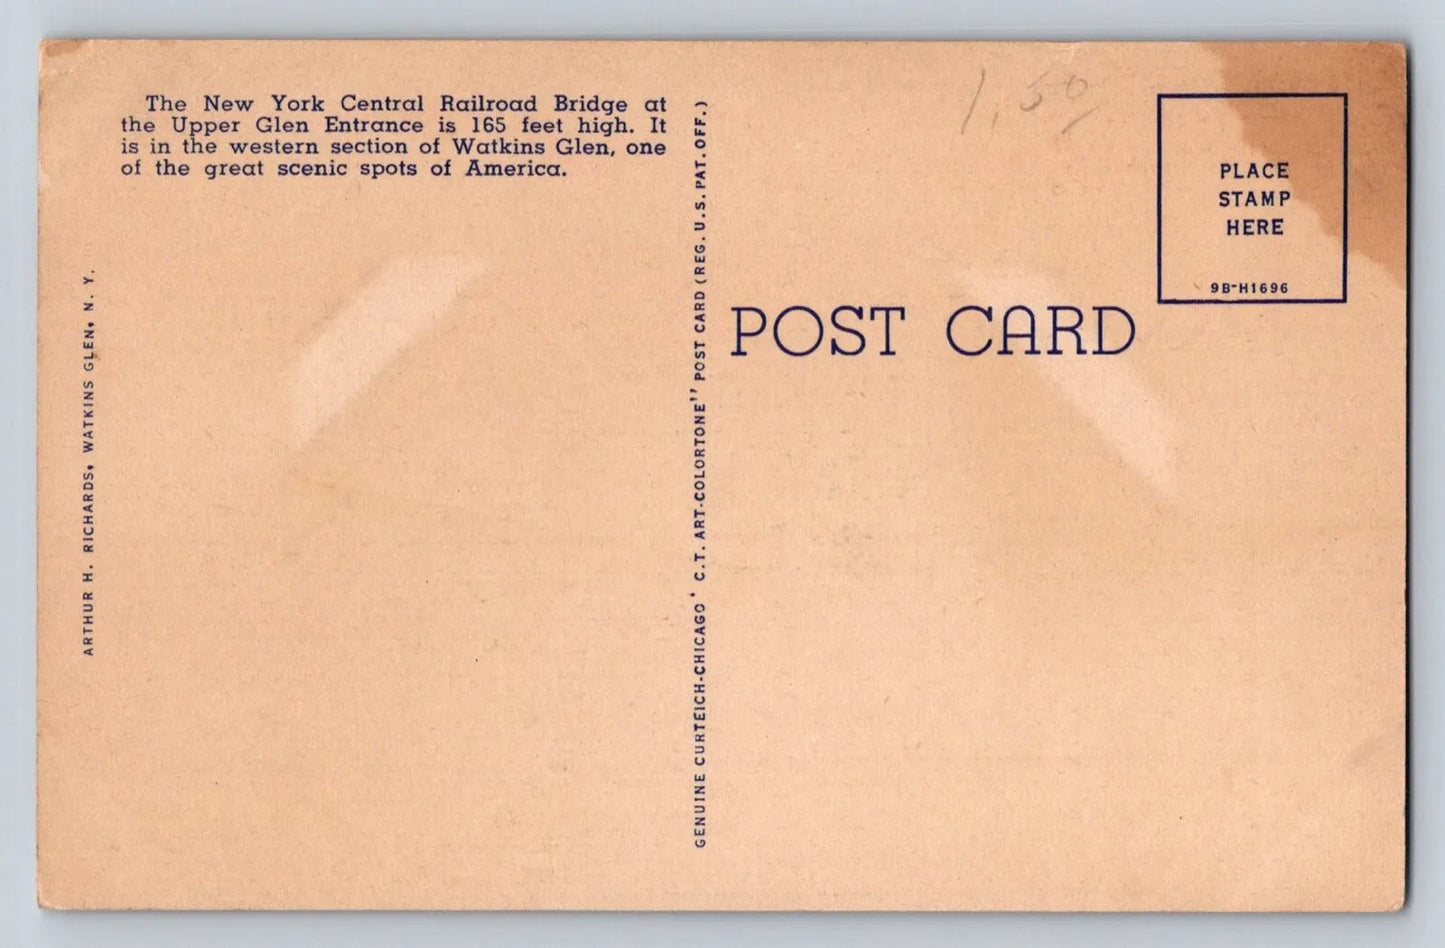 The New York Central Railroad Bridge at
the Upper Glen Entrance is 165 feet high. It
is in the western section of Watkins Glen, one
of the great scenic spots of America.
ARTHUR H. RICHARDS, WATKINS GLEN, N. Y.
GENUINE CURTEICH-CHICAGO ' C.T. ART-COLORTONE'' POST CARD (REG. U.S. PAT. OFF.)
1.50
PLACE
STAMP
HERE
9B-H1696
POST CARD